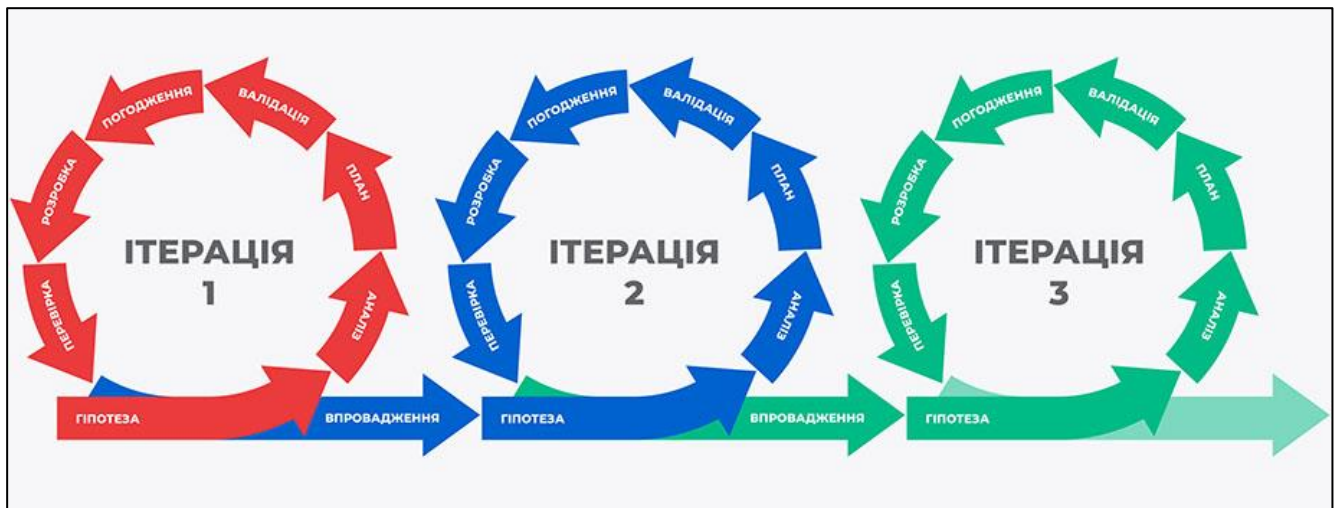 ГІПОТЕЗА
АНАЛІЗ
ПЛАН
ВАЛІДАЦІЯ
ПОГОДЖЕННЯ
РОЗРОБКА
ПЕРЕВІРКА
ІТЕРАЦІЯ
1
ВПРОВАДЖЕННЯ
ГІПОТЕЗА
АНАЛІЗ
ПЛАН
ВАЛІДАЦІЯ
ПОГОДЖЕННЯ
РОЗРОБКА
ПЕРЕВІРКА
ІТЕРАЦІЯ
2
ВПРОВАДЖЕННЯ
ГІПОТЕЗА
АНАЛІЗ
ПЛАН
ВАЛІДАЦІЯ
ПОГОДЖЕННЯ
РОЗРОБКА
ПЕРЕВІРКА
ІТЕРАЦІЯ
3